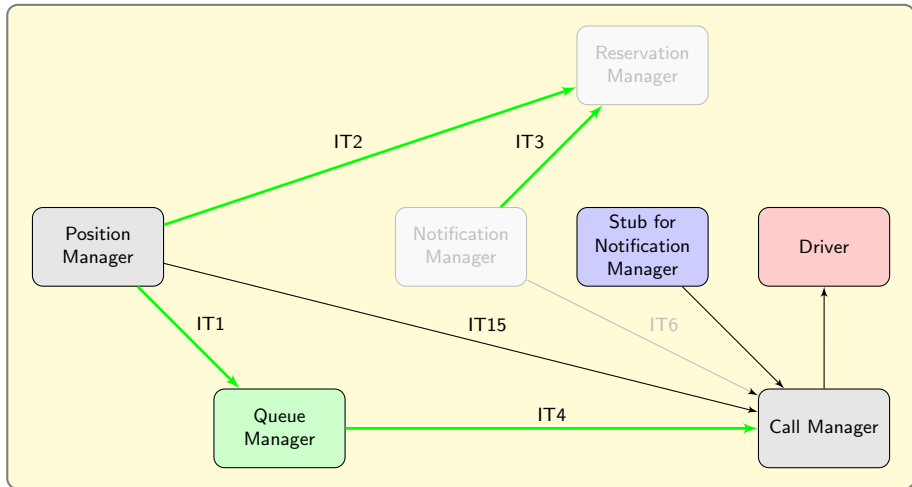 Reservation
Manager
IT2
IT3
Position
Manager
Notification
Manager
Stub for
Notification
Manager
Driver
IT1
IT15
IT6
Queue
Manager
IT4
Call Manager